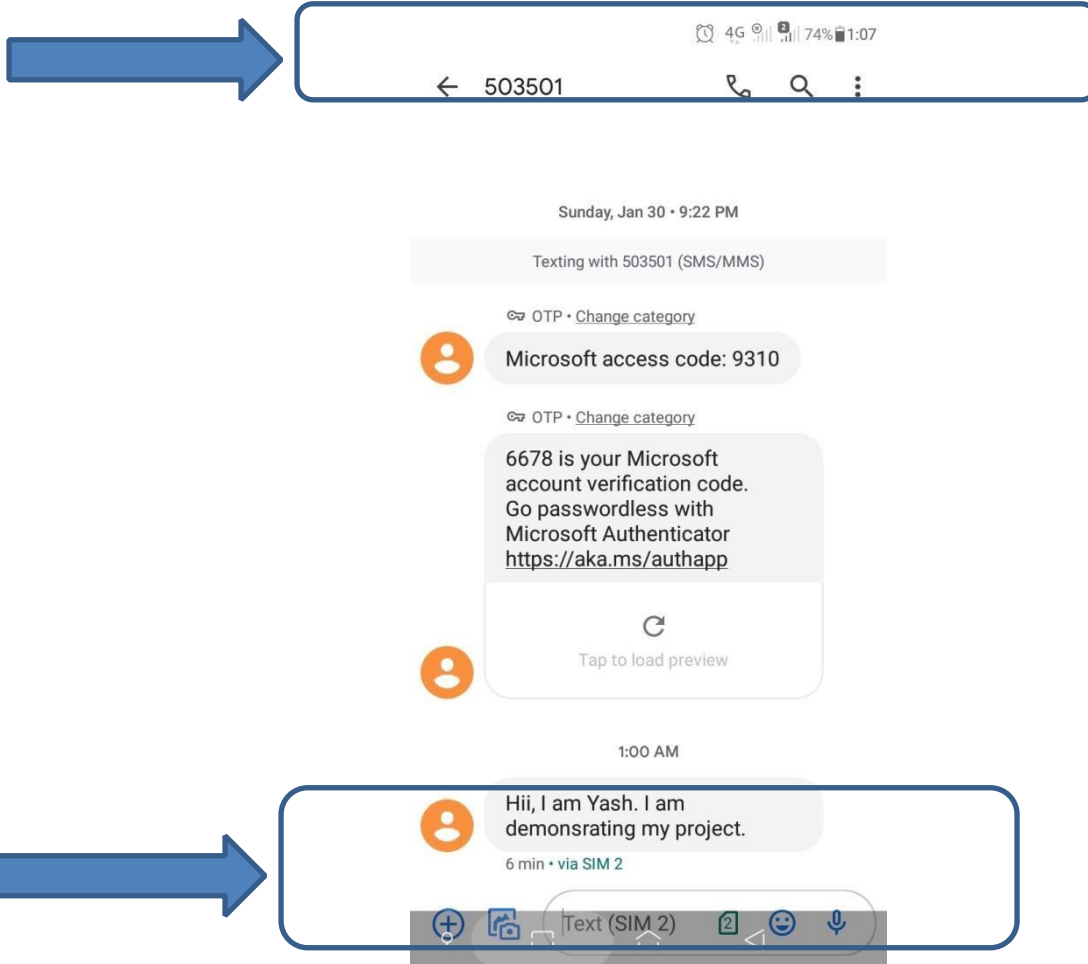 4G 2 74% 1:07
503501
Sunday, Jan 30 • 9:22 PM
Texting with 503501 (SMS/MMS)
OTP • Change category
Microsoft access code: 9310
OTP • Change category
6678 is your Microsoft
account verification code.
Go passwordless with
Microsoft Authenticator
https://aka.ms/authapp
Tap to load preview
1:00 AM
Hii, I am Yash. I am
demonsrating my project.
6 min • via SIM 2
Text (SIM 2) 2